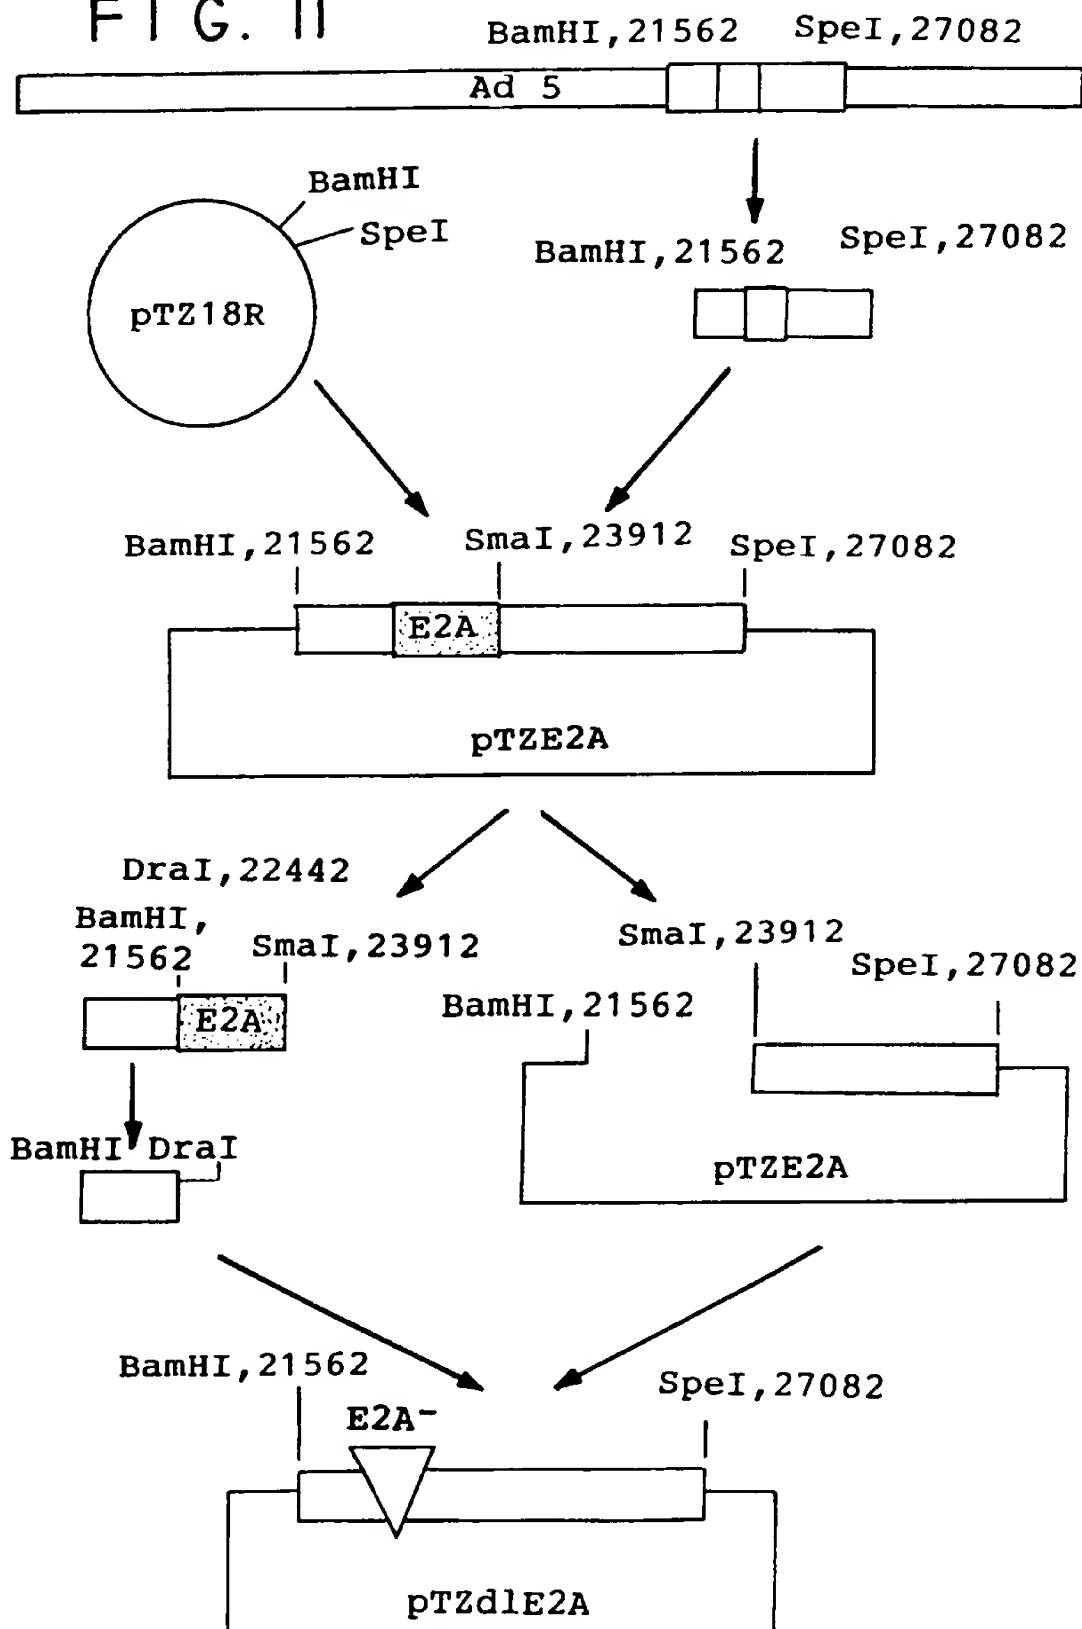 FIG. 11
BamHI,21562 SpeI,27082
Ad 5
BamHI
SpeI
pTZ18R
BamHI,21562 SpeI,27082
BamHI,21562 SmaI,23912 SpeI,27082
E2A
pTZE2A
DraI,22442
BamHI,
21562
SmaI,23912
E2A
SmaI,23912
SpeI,27082
BamHI,21562
BamHI DraI
pTZE2A
BamHI,21562
SpeI,27082
E2A-
pTZdlE2A